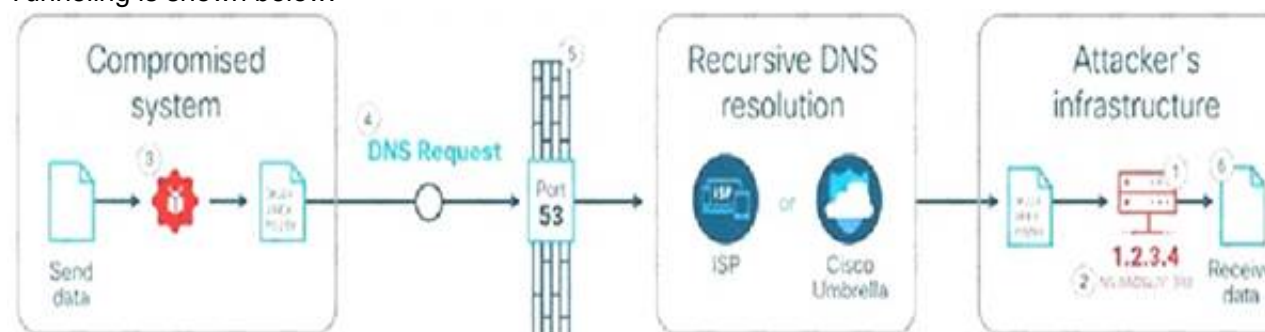 Tunneling is shown below:
Compromised
system
3
Send
data
4
DNS Request
5
Port
53
Recursive DNS
resolution
ISP
ISP
or
Cisco
Umbrella
Attacker's
infrastructure
1
6
1.2.3.4
2
Receive
data